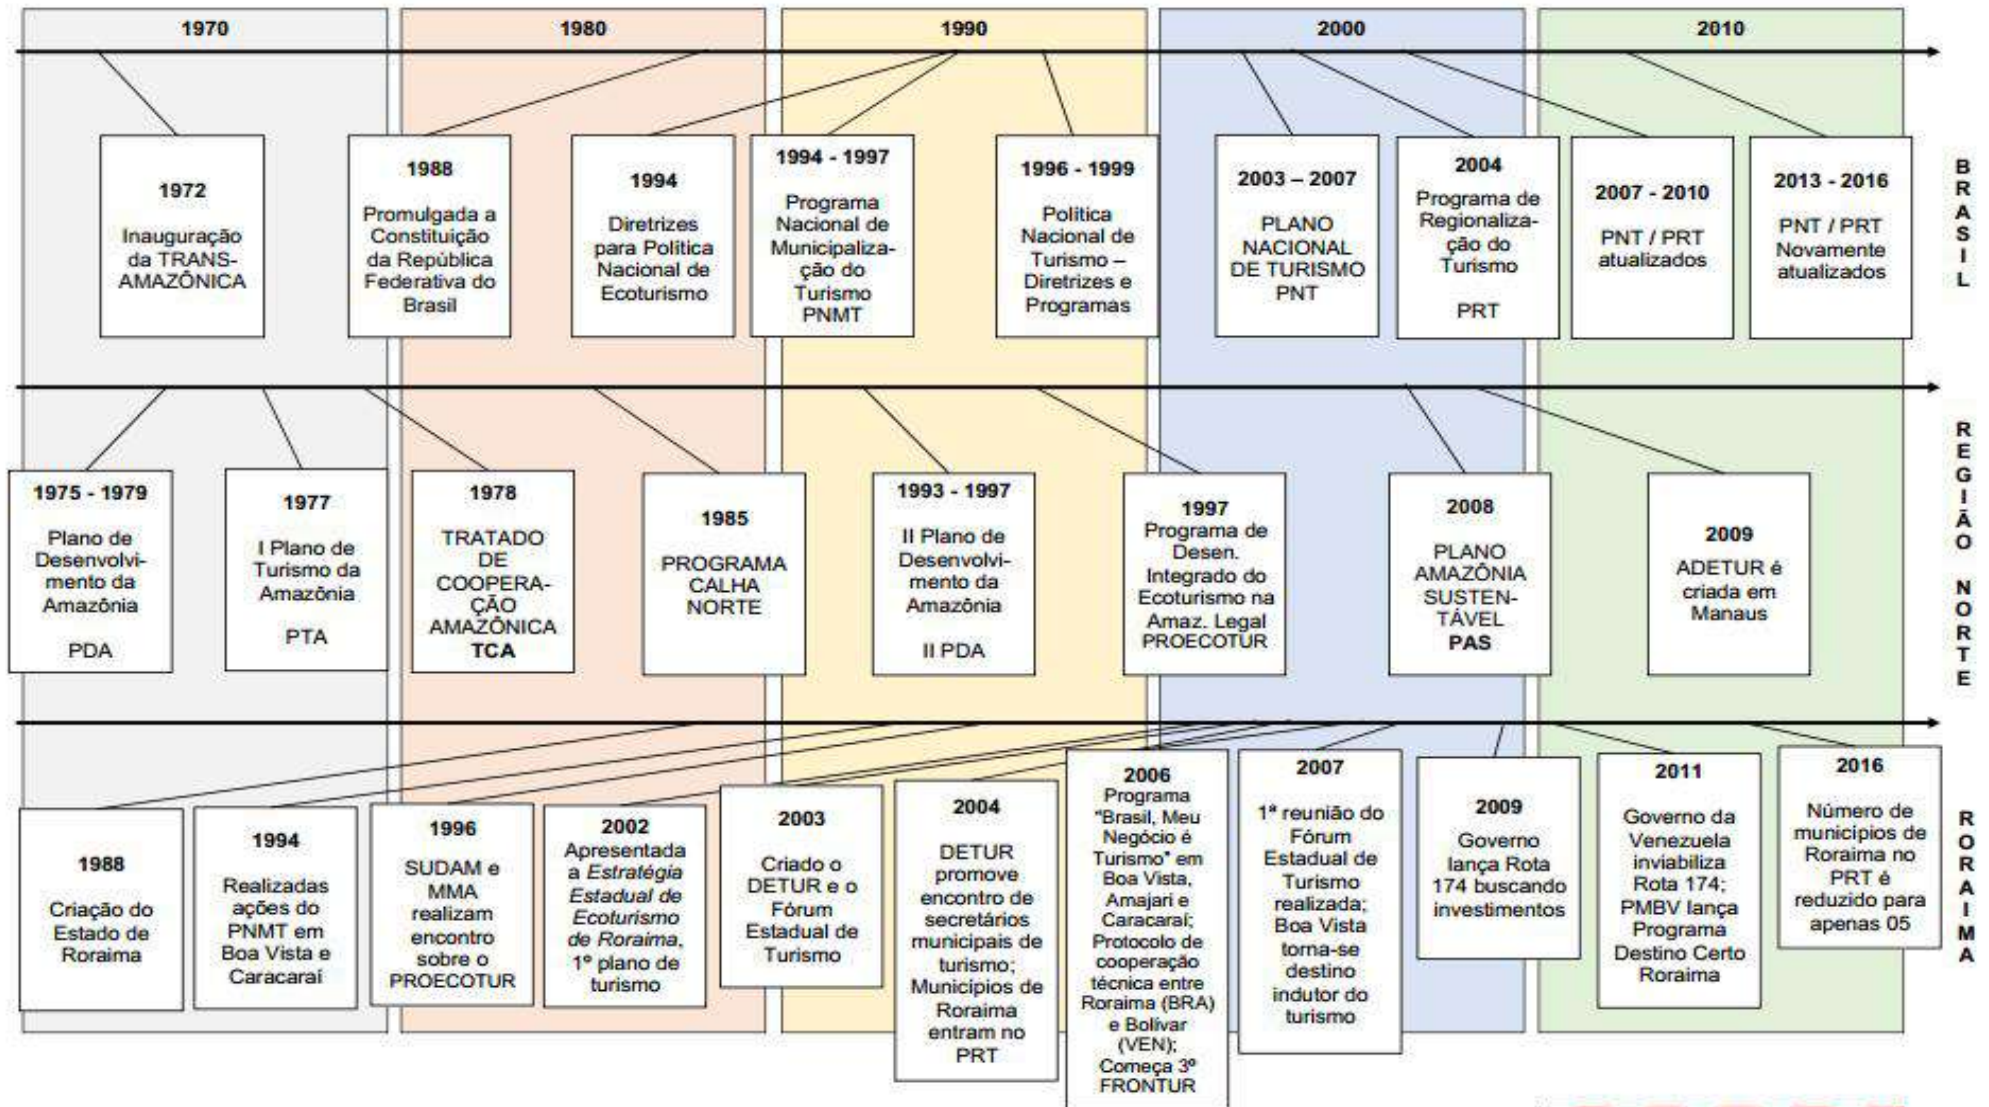 1970
1980
1990
2000
2010
1972
Inauguração
da TRANS-
AMAZÔNICA
1988
Promulgada a
Constituição
da República
Federativa do
Brasil
1994
Diretrizes
para Política
Nacional de
Ecoturismo
1994 - 1997
Programa
Nacional de
Municipaliza-
ção do
Turismo
PNMT
1996 - 1999
Política
Nacional de
Turismo –
Diretrizes e
Programas
2003 – 2007
PLANO
NACIONAL
DE TURISMO
PNT
2004
Programa de
Regionaliza-
ção do
Turismo
PRT
2007 - 2010
PNT / PRT
atualizados
2013 - 2016
PNT / PRT
Novamente
atualizados
BRASIL
1975 - 1979
Plano de
Desenvolvi-
mento da
Amazônia
PDA
1977
I Plano de
Turismo da
Amazônia
PTA
1978
TRATADO
DE
COOPERA-
ÇÃO
AMAZÔNICA
TCA
1985
PROGRAMA
CALHA
NORTE
1993 - 1997
II Plano de
Desenvolvi-
mento da
Amazônia
II PDA
1997
Programa de
Desen.
Integrado do
Ecoturismo na
Amaz. Legal
PROECOTUR
2008
PLANO
AMAZÔNIA
SUSTEN-
TÁVEL
PAS
2009
ADETUR é
criada em
Manaus
REGIÃO NORTE
1988
Criação do
Estado de
Roraima
1994
Realizadas
ações do
PNMT em
Boa Vista e
Caracaraí
1996
SUDAM e
MMA
realizam
encontro
sobre o
PROECOTUR
2002
Apresentada
a Estratégia
Estadual de
Ecoturismo
de Roraima,
1º plano de
turismo
2003
Criado o
DETUR e o
Fórum
Estadual de
Turismo
2004
DETUR
promove
encontro de
secretários
municipais de
turismo;
Municípios de
Roraima
entram no
PRT
2006
Programa
"Brasil, Meu
Negócio é
Turismo" em
Boa Vista,
Amajari e
Caracaraí;
Protocolo de
cooperação
técnica entre
Roraima (BRA)
e Bolívar
(VEN);
Começa 3º
FRONTUR
2007
1ª reunião do
Fórum
Estadual de
Turismo
realizada;
Boa Vista
torna-se
destino
indutor do
turismo
2009
Governo
lança Rota
174 buscando
investimentos
2011
Governo da
Venezuela
inviabiliza
Rota 174;
PMBV lança
Programa
Destino Certo
Roraima
2016
Número de
municípios de
Roraima no
PRT é
reduzido para
apenas 05
RORAIMA